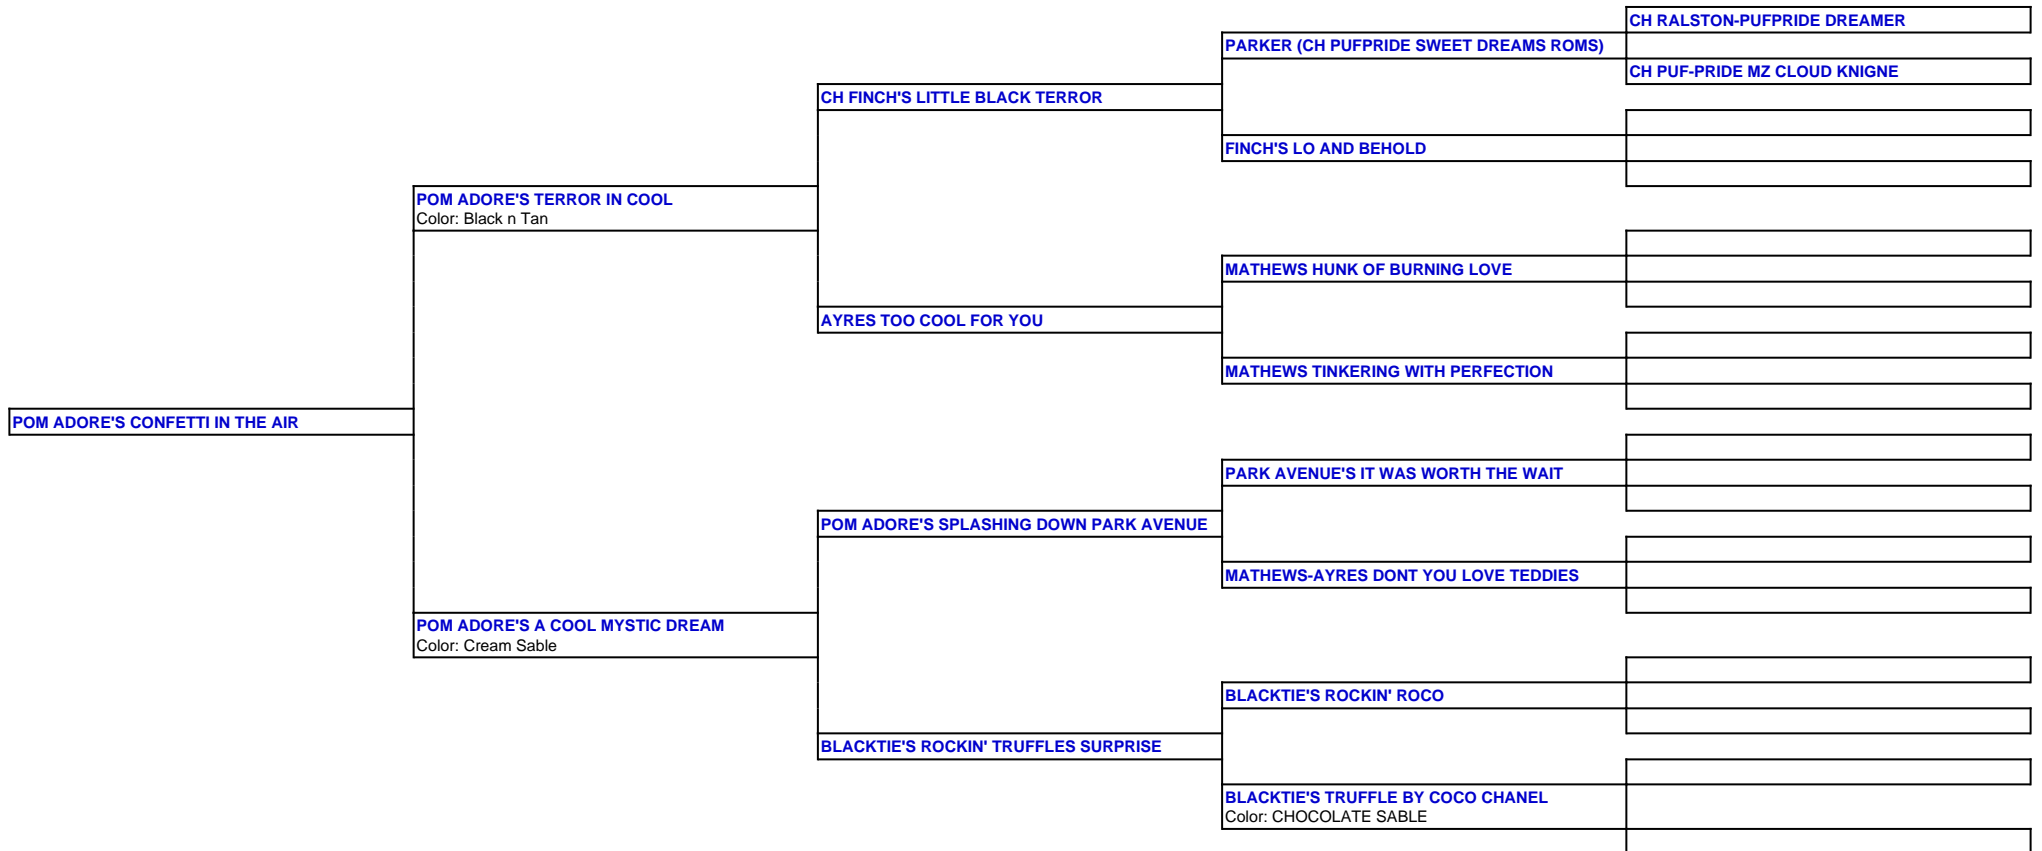 CH RALSTON-PUFPRIDE DREAMER
PARKER (CH PUFPRIDE SWEET DREAMS ROMS)
CH PUF-PRIDE MZ CLOUD KNIGNE
CH FINCH'S LITTLE BLACK TERROR
FINCH'S LO AND BEHOLD
POM ADORE'S TERROR IN COOL
Color: Black n Tan
MATHEWS HUNK OF BURNING LOVE
AYRES TOO COOL FOR YOU
MATHEWS TINKERING WITH PERFECTION
POM ADORE'S CONFETTI IN THE AIR
PARK AVENUE'S IT WAS WORTH THE WAIT
POM ADORE'S SPLASHING DOWN PARK AVENUE
MATHEWS-AYRES DONT YOU LOVE TEDDIES
POM ADORE'S A COOL MYSTIC DREAM
Color: Cream Sable
BLACKTIE'S ROCKIN' ROCO
BLACKTIE'S ROCKIN' TRUFFLES SURPRISE
BLACKTIE'S TRUFFLE BY COCO CHANEL
Color: CHOCOLATE SABLE